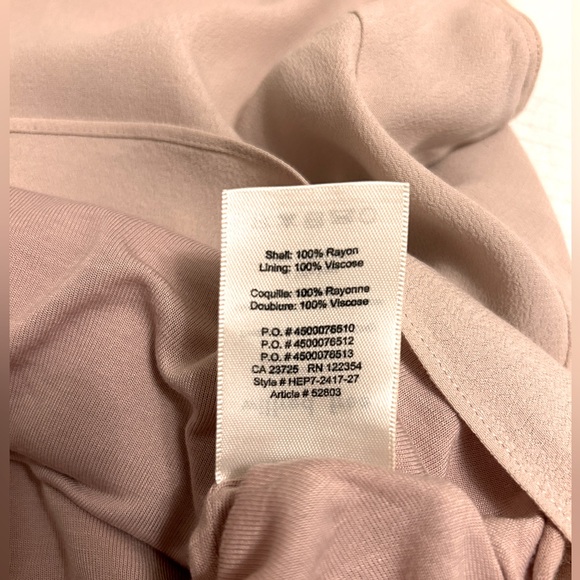 Shell: 100% Rayon
Lining: 100% Viscose
Coquille: 100% Rayonne
Doublure: 100% Viscose
P.O. # 4500076510
P.O. # 4500076512
P.O. # 4500076513
CA 23725 RN 122354
Style # HEP7-2417-27
Article # 52803